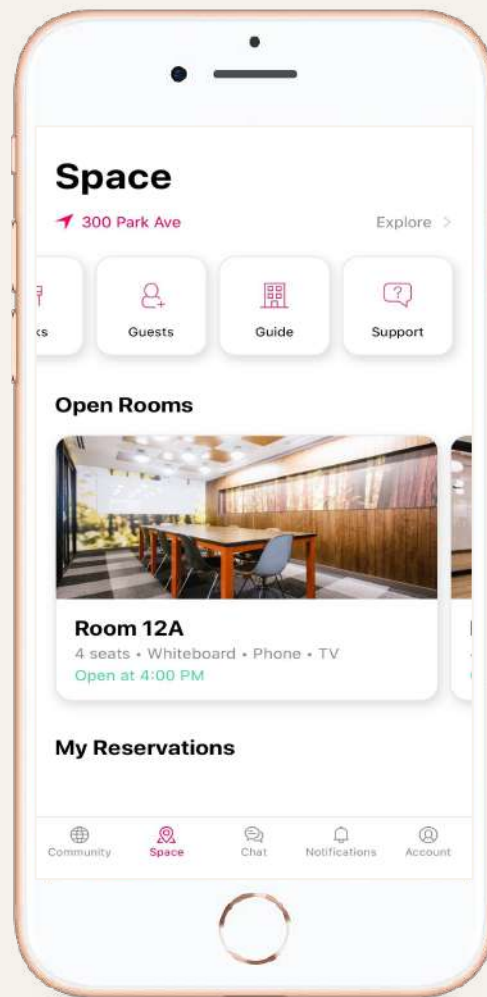 Space
300 Park Ave
Explore >
ks
Guests
Guide
Support
Open Rooms
Room 12A
4 seats • Whiteboard • Phone • TV
Open at 4:00 PM
My Reservations
Community
Space
Chat
Notifications
Account